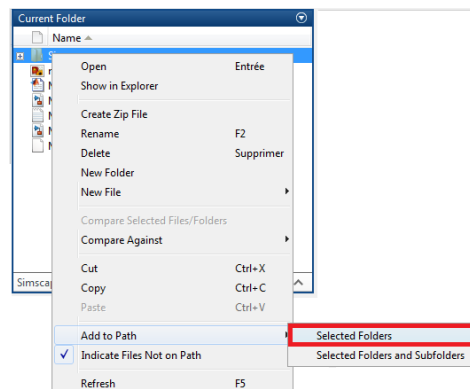 Current Folder
Name
Open Entrée
Show in Explorer
Create Zip File
Rename F2
Delete Supprimer
New Folder
New File
Compare Selected Files/Folders
Compare Against
Cut Ctrl+X
Copy Ctrl+C
Paste Ctrl+V
Add to Path
Selected Folders
Indicate Files Not on Path
Selected Folders and Subfolders
Refresh F5